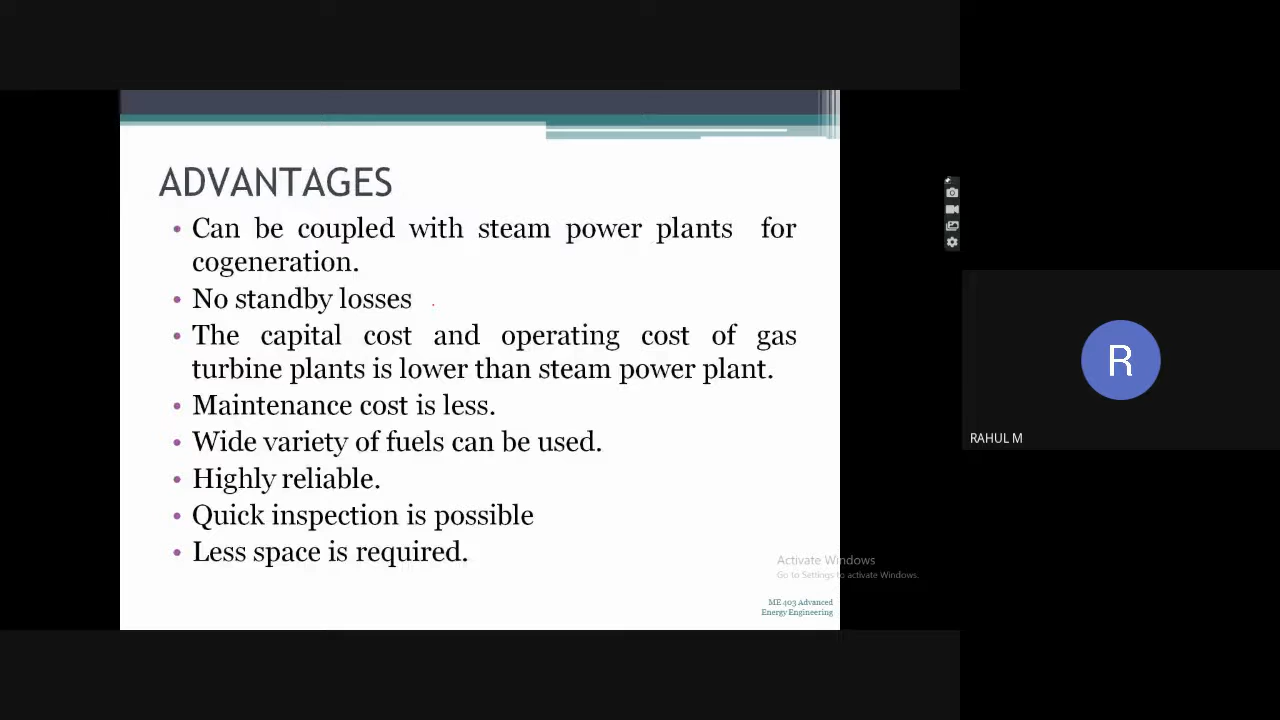 ADVANTAGES
• Can be coupled with steam power plants for
cogeneration.
• No standby losses
• The capital cost and operating cost of gas
turbine plants is lower than steam power plant.
• Maintenance cost is less.
• Wide variety of fuels can be used.
• Highly reliable.
• Quick inspection is possible
• Less space is required.
Activate Windows
Go to Settings to activate Windows.
ME 403 Advanced
Energy Engineering
R
RAHUL M